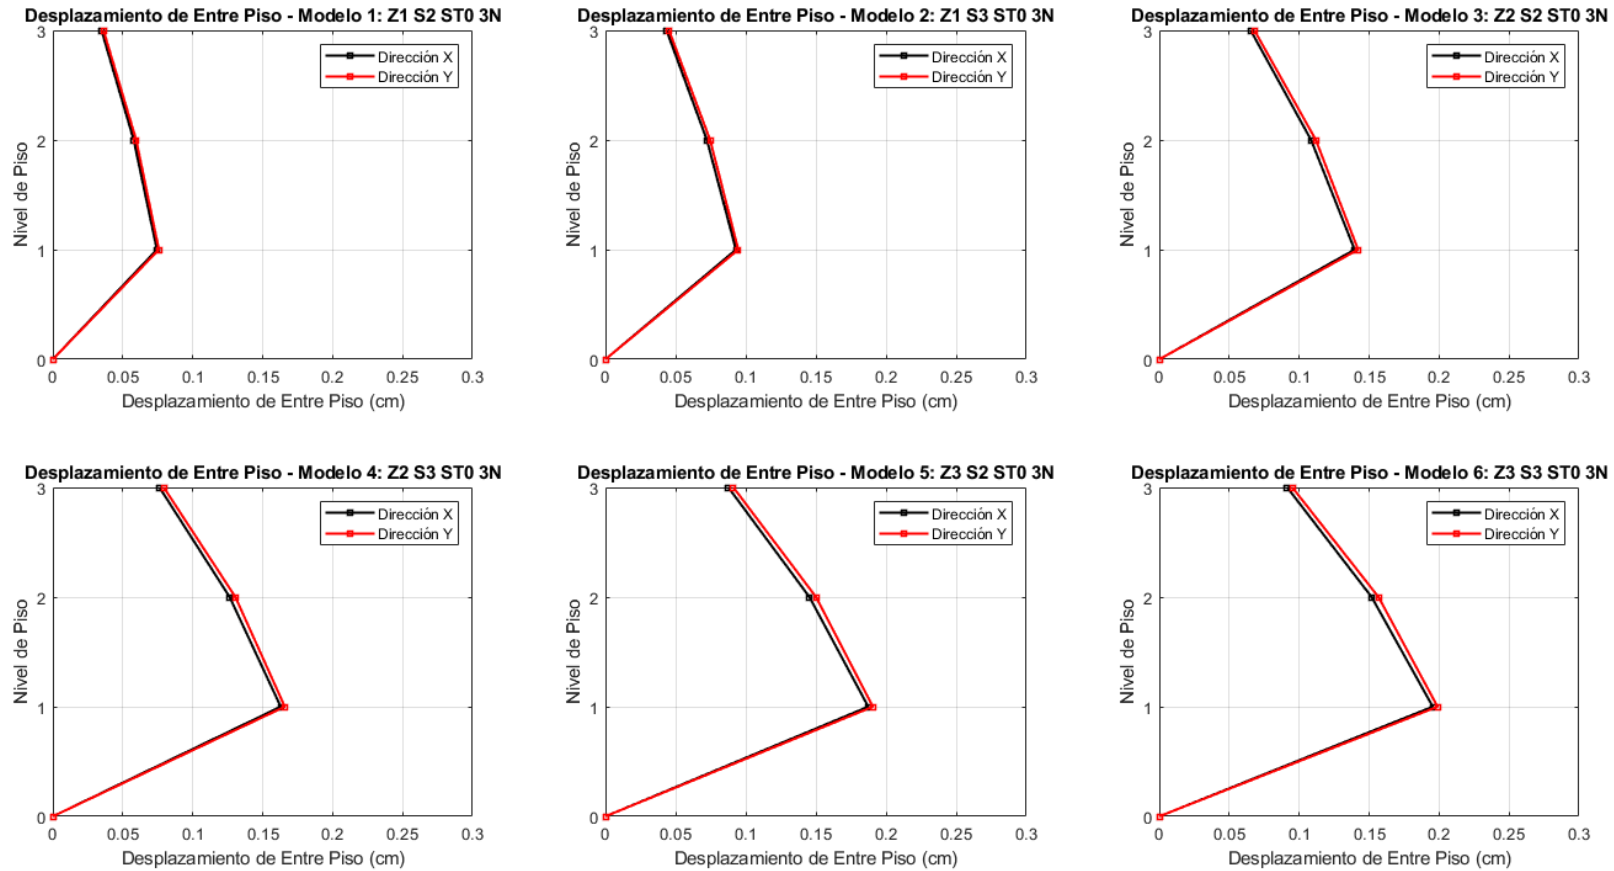 Desplazamiento de Entre Piso - Modelo 1: Z1 S2 ST0 3N
3
2
1
0
Nivel de Piso
Dirección X
Dirección Y
0 0.05 0.1 0.15 0.2 0.25 0.3
Desplazamiento de Entre Piso (cm)
Desplazamiento de Entre Piso - Modelo 2: Z1 S3 ST0 3N
3
2
1
0
Nivel de Piso
Dirección X
Dirección Y
0 0.05 0.1 0.15 0.2 0.25 0.3
Desplazamiento de Entre Piso (cm)
Desplazamiento de Entre Piso - Modelo 3: Z2 S2 ST0 3N
3
2
1
0
Nivel de Piso
Dirección X
Dirección Y
0 0.05 0.1 0.15 0.2 0.25 0.3
Desplazamiento de Entre Piso (cm)
Desplazamiento de Entre Piso - Modelo 4: Z2 S3 ST0 3N
3
2
1
0
Nivel de Piso
Dirección X
Dirección Y
0 0.05 0.1 0.15 0.2 0.25 0.3
Desplazamiento de Entre Piso (cm)
Desplazamiento de Entre Piso - Modelo 5: Z3 S2 ST0 3N
3
2
1
0
Nivel de Piso
Dirección X
Dirección Y
0 0.05 0.1 0.15 0.2 0.25 0.3
Desplazamiento de Entre Piso (cm)
Desplazamiento de Entre Piso - Modelo 6: Z3 S3 ST0 3N
3
2
1
0
Nivel de Piso
Dirección X
Dirección Y
0 0.05 0.1 0.15 0.2 0.25 0.3
Desplazamiento de Entre Piso (cm)